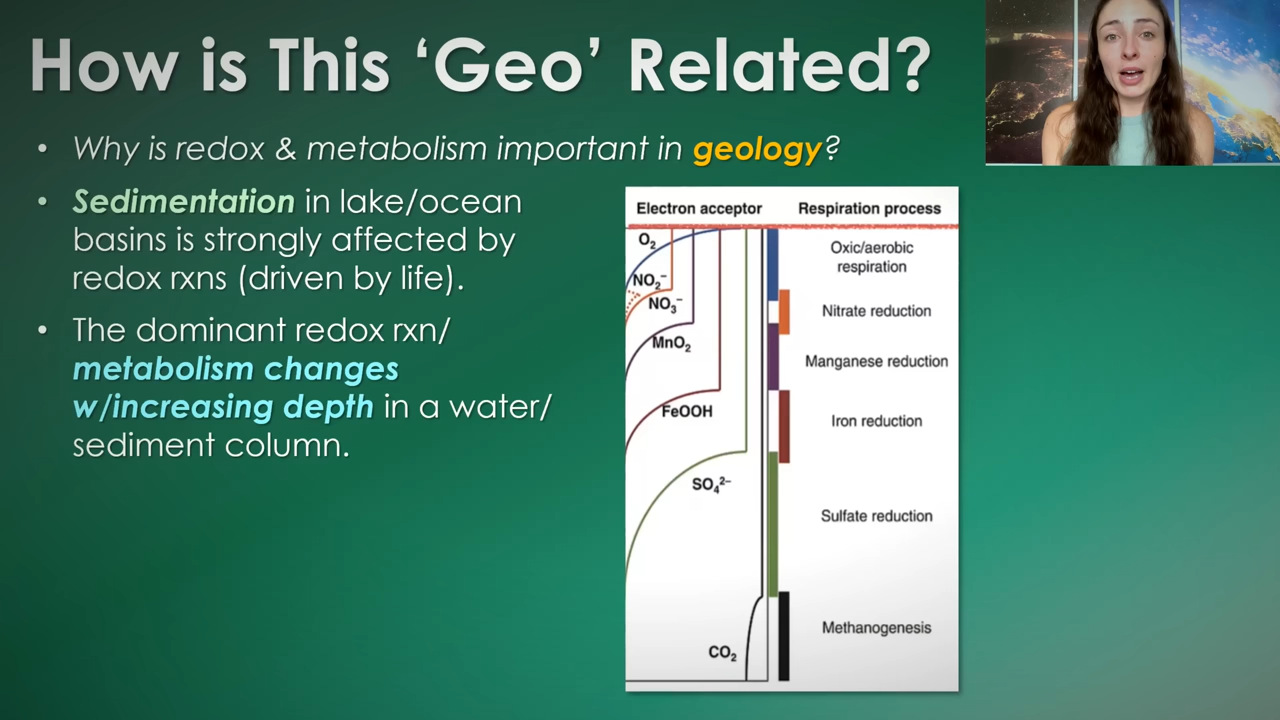 How is This ‘Geo’ Related?
• Why is redox & metabolism important in geology?
• Sedimentation in lake/ocean
basins is strongly affected by
redox rxns (driven by life).
• The dominant redox rxn/
metabolism changes
w/increasing depth in a water/
sediment column.
Electron acceptor
Respiration process
O₂
Oxic/aerobic
respiration
NO₂⁻
NO₃⁻
Nitrate reduction
MnO₂
Manganese reduction
FeOOH
Iron reduction
SO₄²⁻
Sulfate reduction
CO₂
Methanogenesis